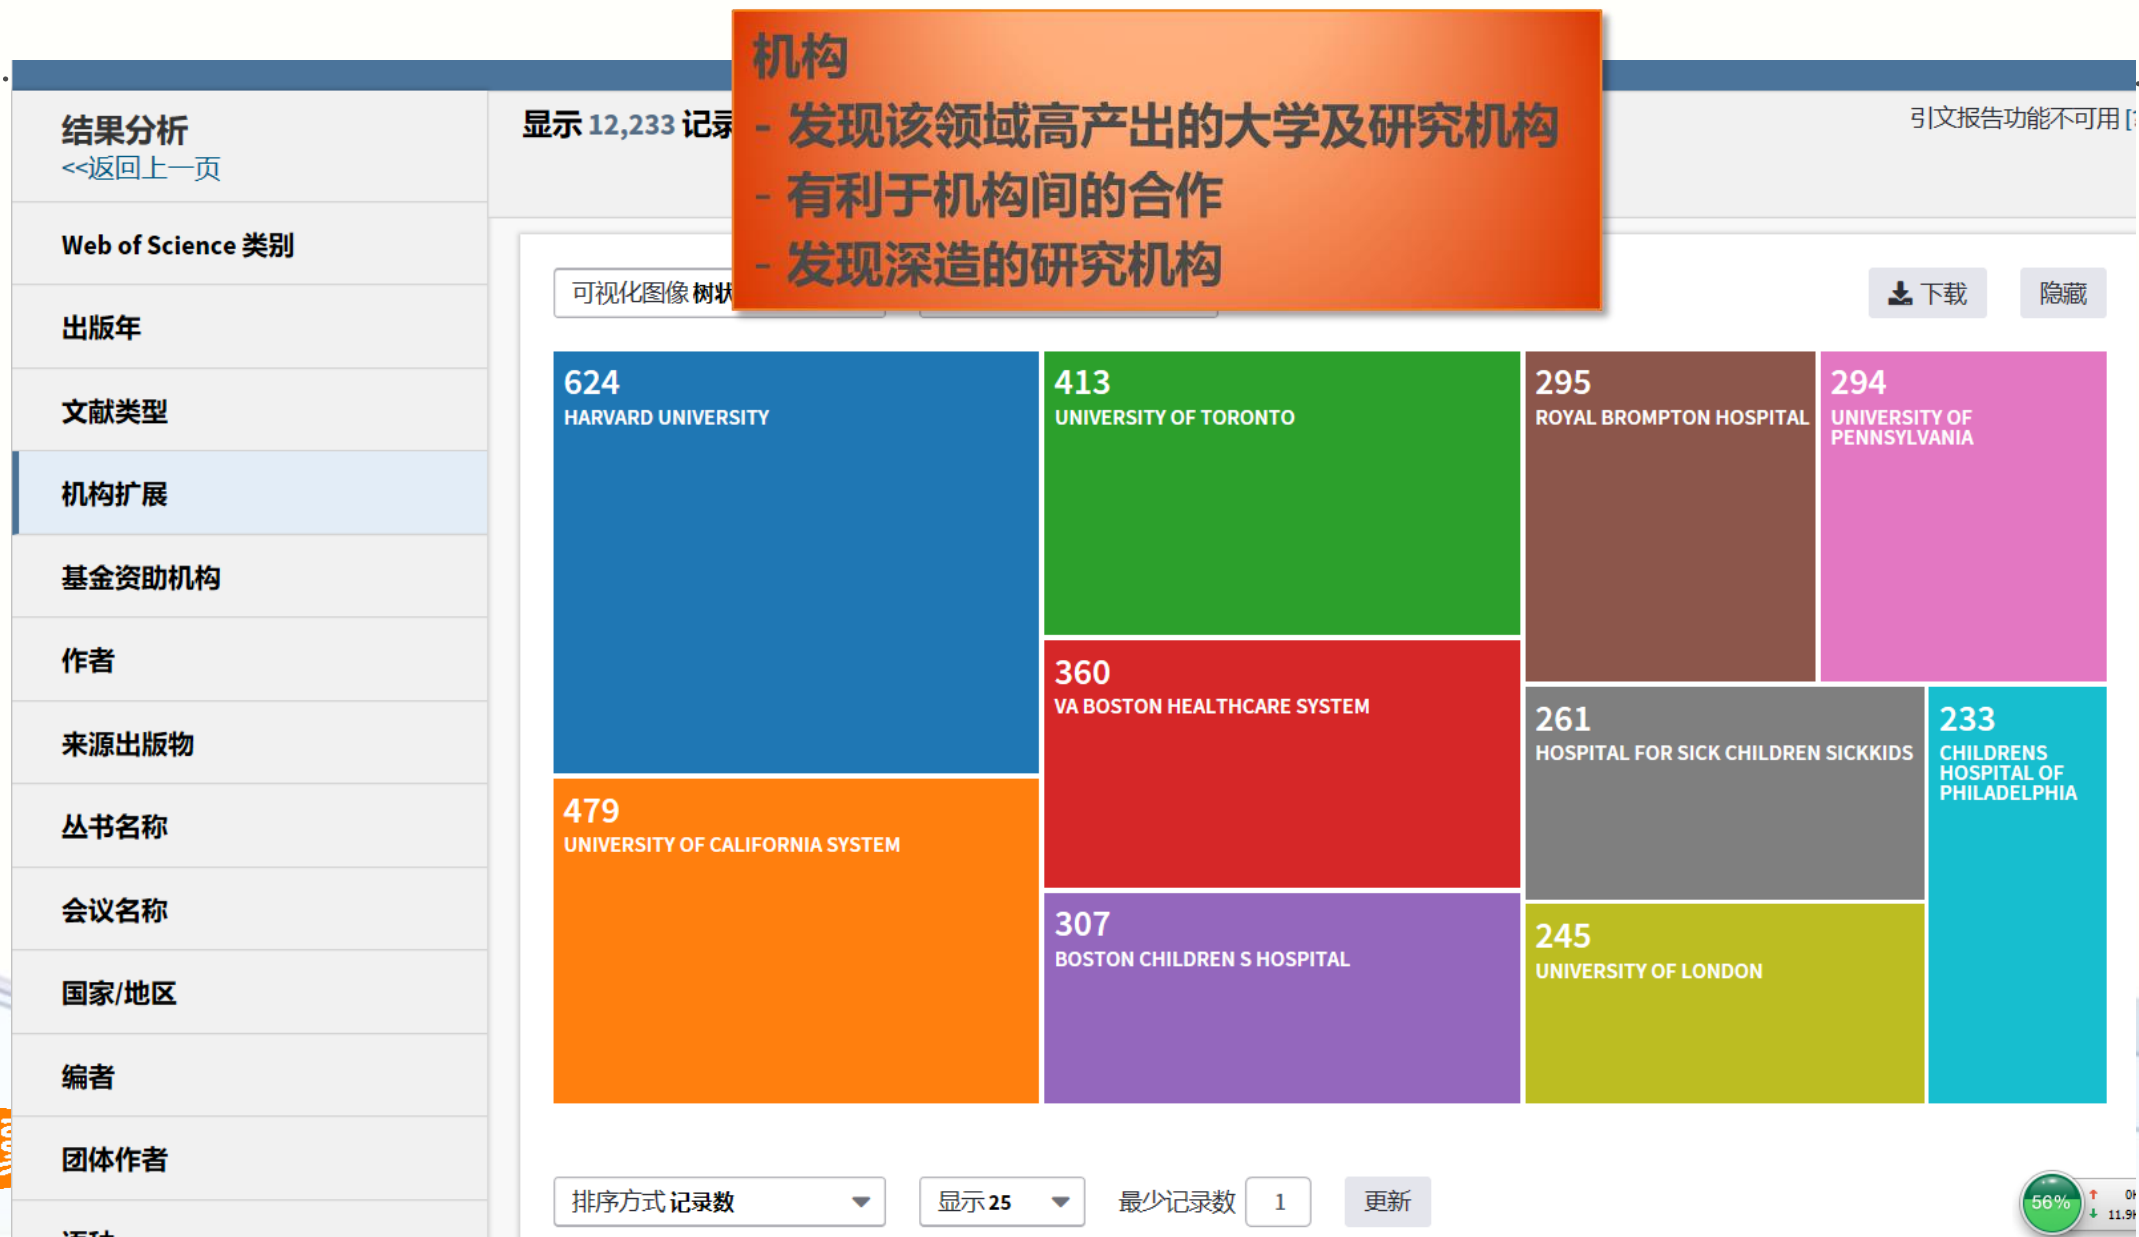 机构
- 发现该领域高产出的大学及研究机构
- 有利于机构间的合作
- 发现深造的研究机构
结果分析
<<返回上一页
显示 12,233 记录
引文报告功能不可用 [?
Web of Science 类别
出版年
文献类型
机构扩展
基金资助机构
作者
来源出版物
丛书名称
会议名称
国家/地区
编者
团体作者
可视化图像 树状
下载
隐藏
624
HARVARD UNIVERSITY
413
UNIVERSITY OF TORONTO
295
ROYAL BROMPTON HOSPITAL
294
UNIVERSITY OF
PENNSYLVANIA
479
UNIVERSITY OF CALIFORNIA SYSTEM
360
VA BOSTON HEALTHCARE SYSTEM
307
BOSTON CHILDREN S HOSPITAL
261
HOSPITAL FOR SICK CHILDREN SICKKIDS
233
CHILDRENS
HOSPITAL OF
PHILADELPHIA
245
UNIVERSITY OF LONDON
排序方式 记录数
显示 25
最少记录数 1
更新
56%
0K
11.9K